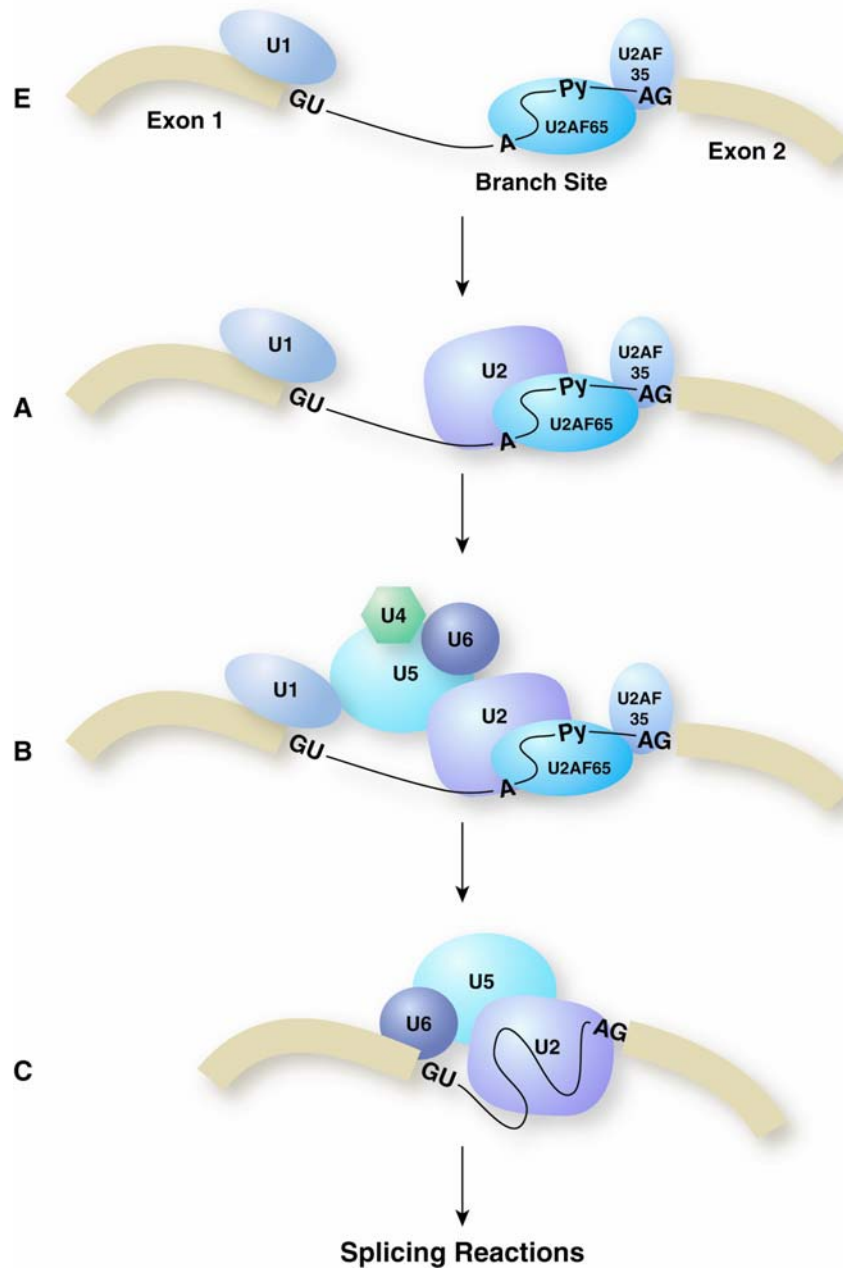 U1
U2AF
35
E
GU
Py
AG
Exon 1
A
U2AF65
Exon 2
Branch Site
U1
U2AF
35
A
U2
GU
Py
AG
A
U2AF65
U4
U6
U1
U5
U2AF
35
B
U2
GU
Py
AG
A
U2AF65
U5
U6
U2
AG
C
GU
Splicing Reactions